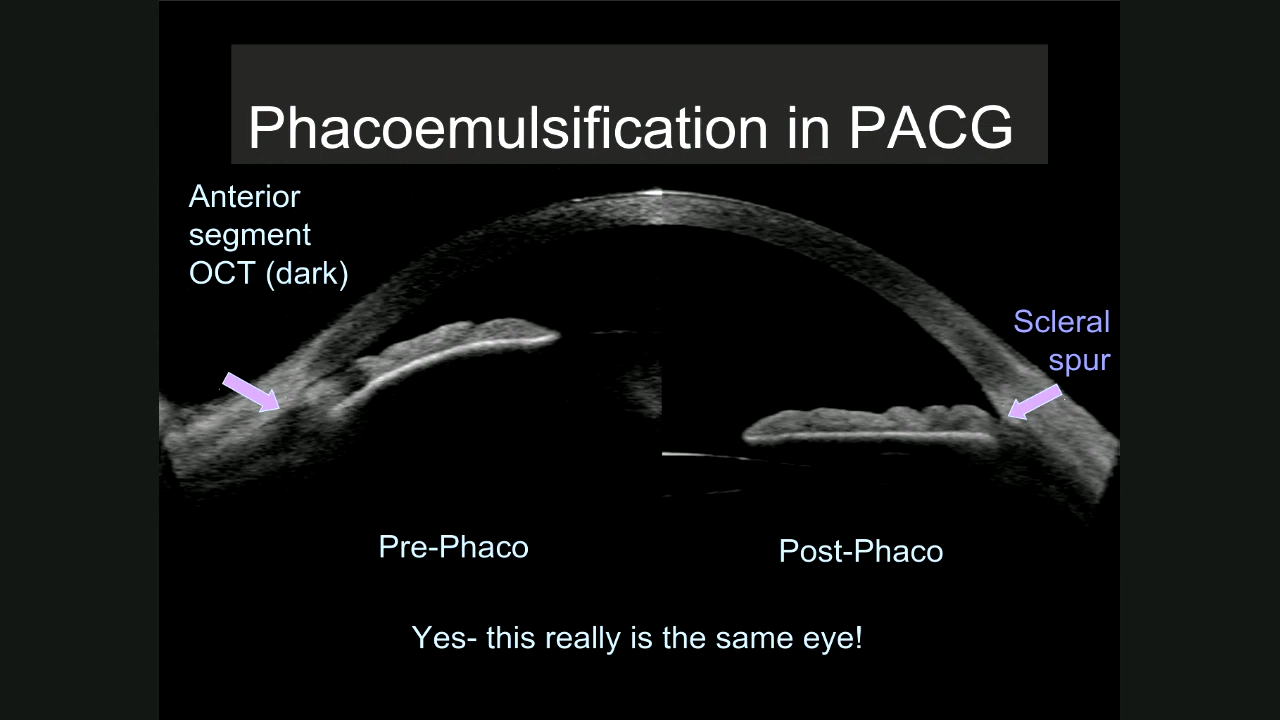 Phacoemulsification in PACG
Anterior
segment
OCT (dark)
Scleral
spur
Pre-Phaco
Post-Phaco
Yes- this really is the same eye!